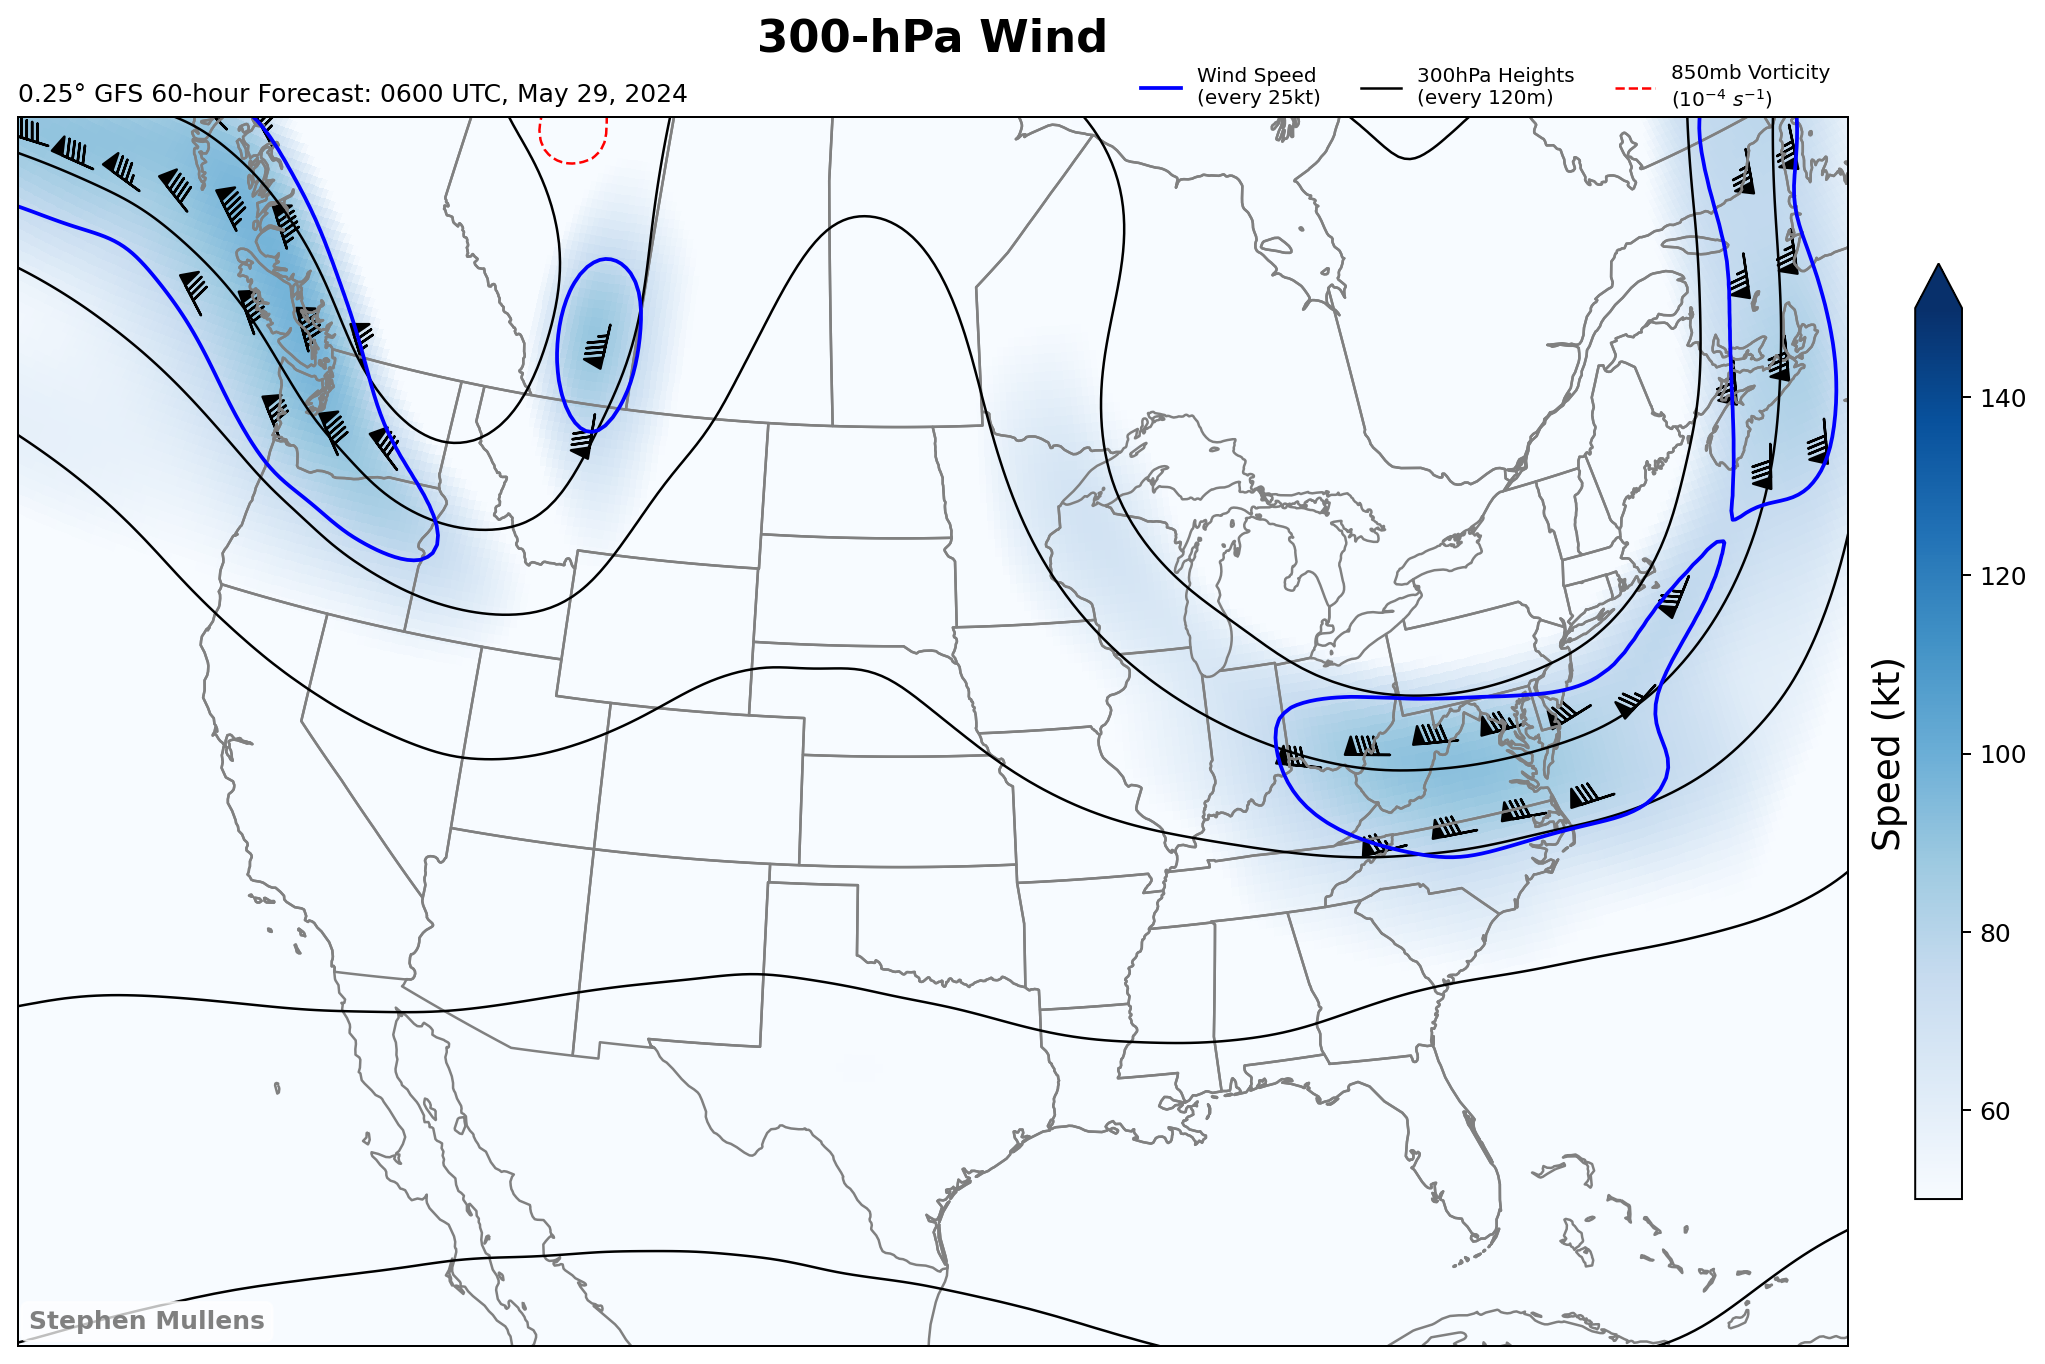 300-hPa Wind
0.25° GFS 60-hour Forecast: 0600 UTC, May 29, 2024
Wind Speed
(every 25kt)
300hPa Heights
(every 120m)
850mb Vorticity
(10⁻⁴ s⁻¹)
140
120
100
80
60
Speed (kt)
Stephen Mullens